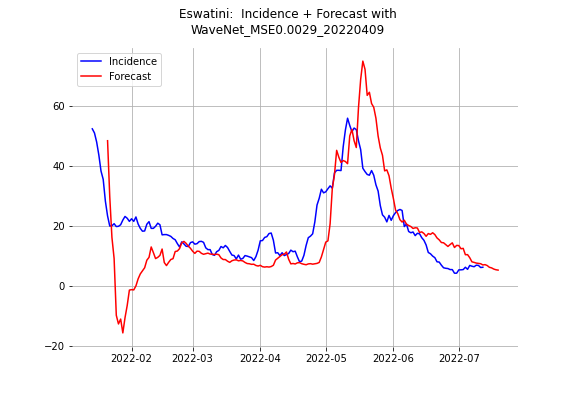 Eswatini:  Incidence + Forecast with
WaveNet_MSE0.0029_20220409
Incidence
Forecast
60
40
20
0
−20
2022-02
2022-03
2022-04
2022-05
2022-06
2022-07